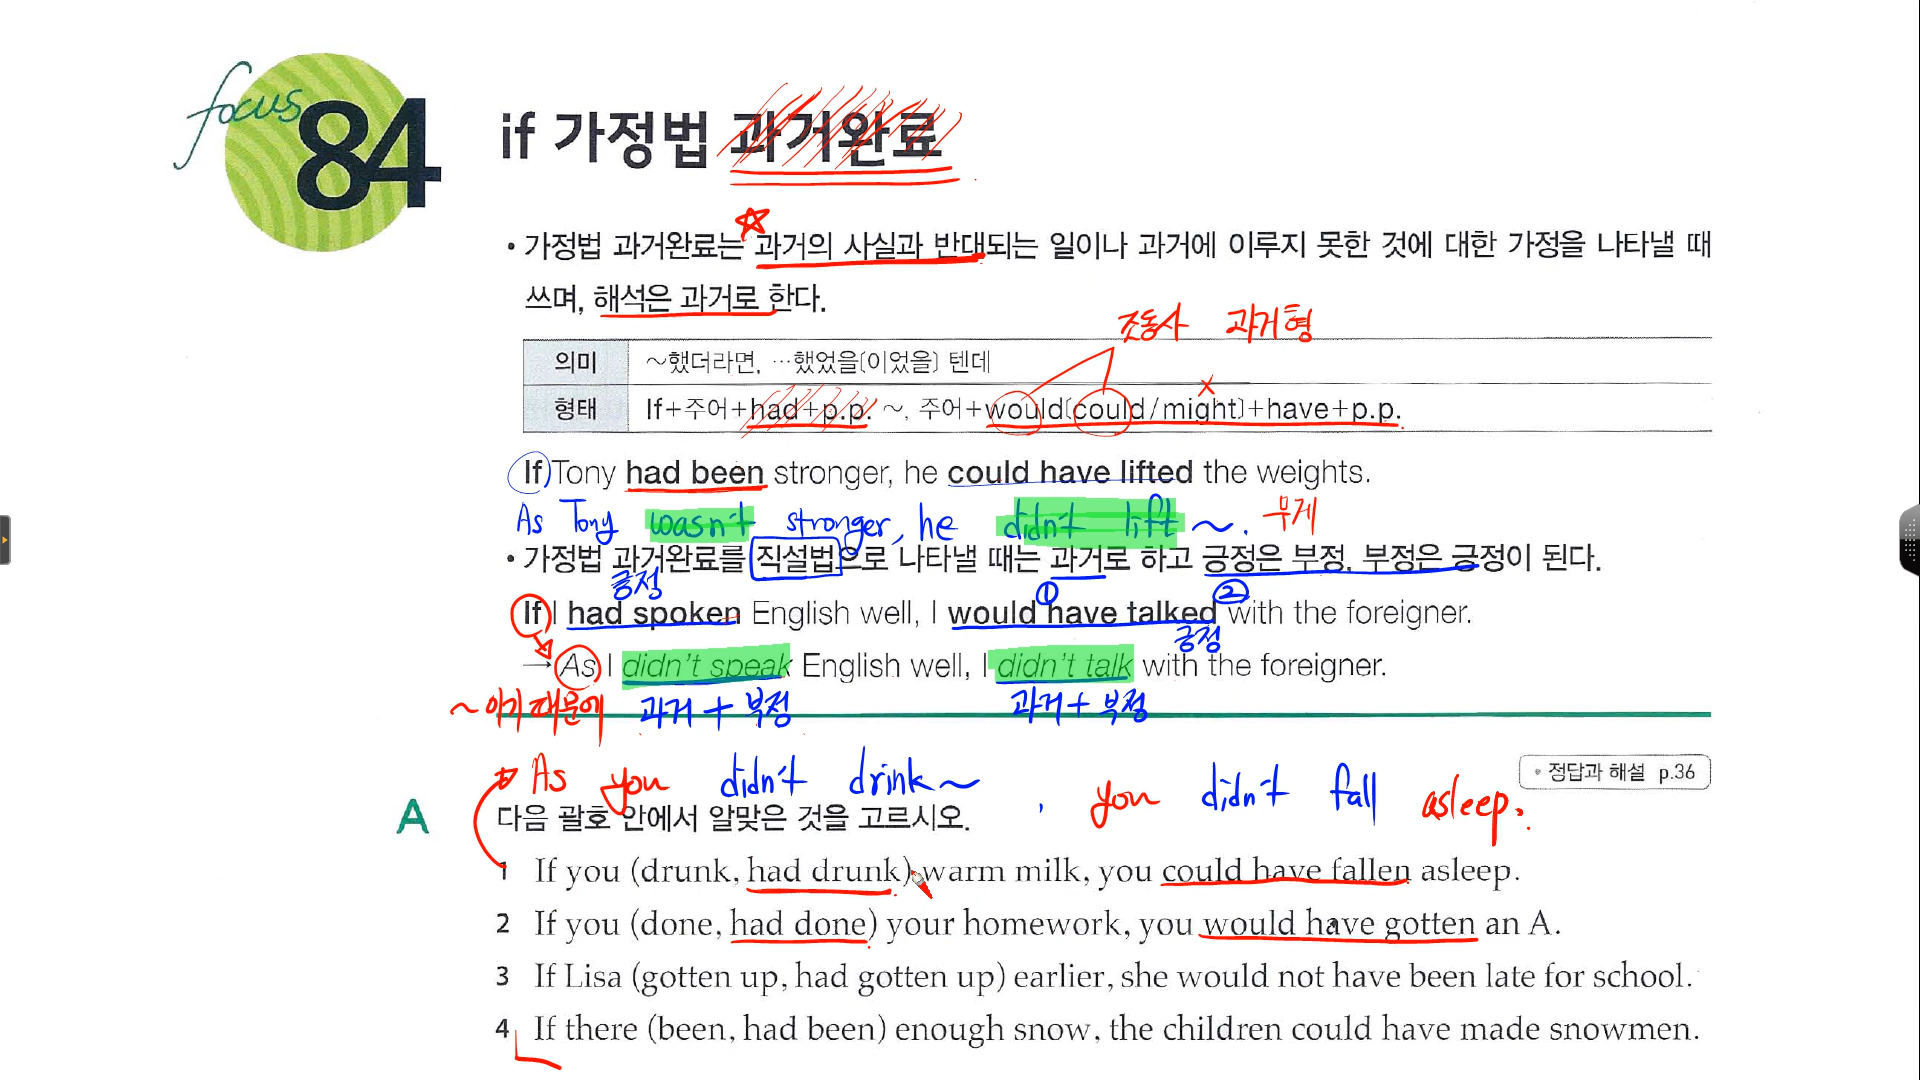 focus 84
if 가정법 과거완료
• 가정법 과거완료는 과거의 사실과 반대되는 일이나 과거에 이루지 못한 것에 대한 가정을 나타낼 때
쓰며, 해석은 과거로 한다.
조동사 과거형
의미 ~했더라면, …했었을(이었을) 텐데
형태 If+주어+had+p.p. ~, 주어+would(could/might)+have+p.p.
If Tony had been stronger, he could have lifted the weights.
As Tony wasn't stronger, he didn't lift ~. 무게
• 가정법 과거완료를 직설법으로 나타낼 때는 과거로 하고 긍정은 부정, 부정은 긍정이 된다.
긍정 ① ②
If I had spoken English well, I would have talked with the foreigner.
긍정
→ As I didn't speak English well, I didn't talk with the foreigner.
~이기 때문에 과거 + 부정 과거 + 부정
As you didn't drink ~, you didn't fall asleep.
• 정답과 해설 p.36
A 다음 괄호 안에서 알맞은 것을 고르시오.
1 If you (drunk, had drunk) warm milk, you could have fallen asleep.
2 If you (done, had done) your homework, you would have gotten an A.
3 If Lisa (gotten up, had gotten up) earlier, she would not have been late for school.
4 If there (been, had been) enough snow, the children could have made snowmen.